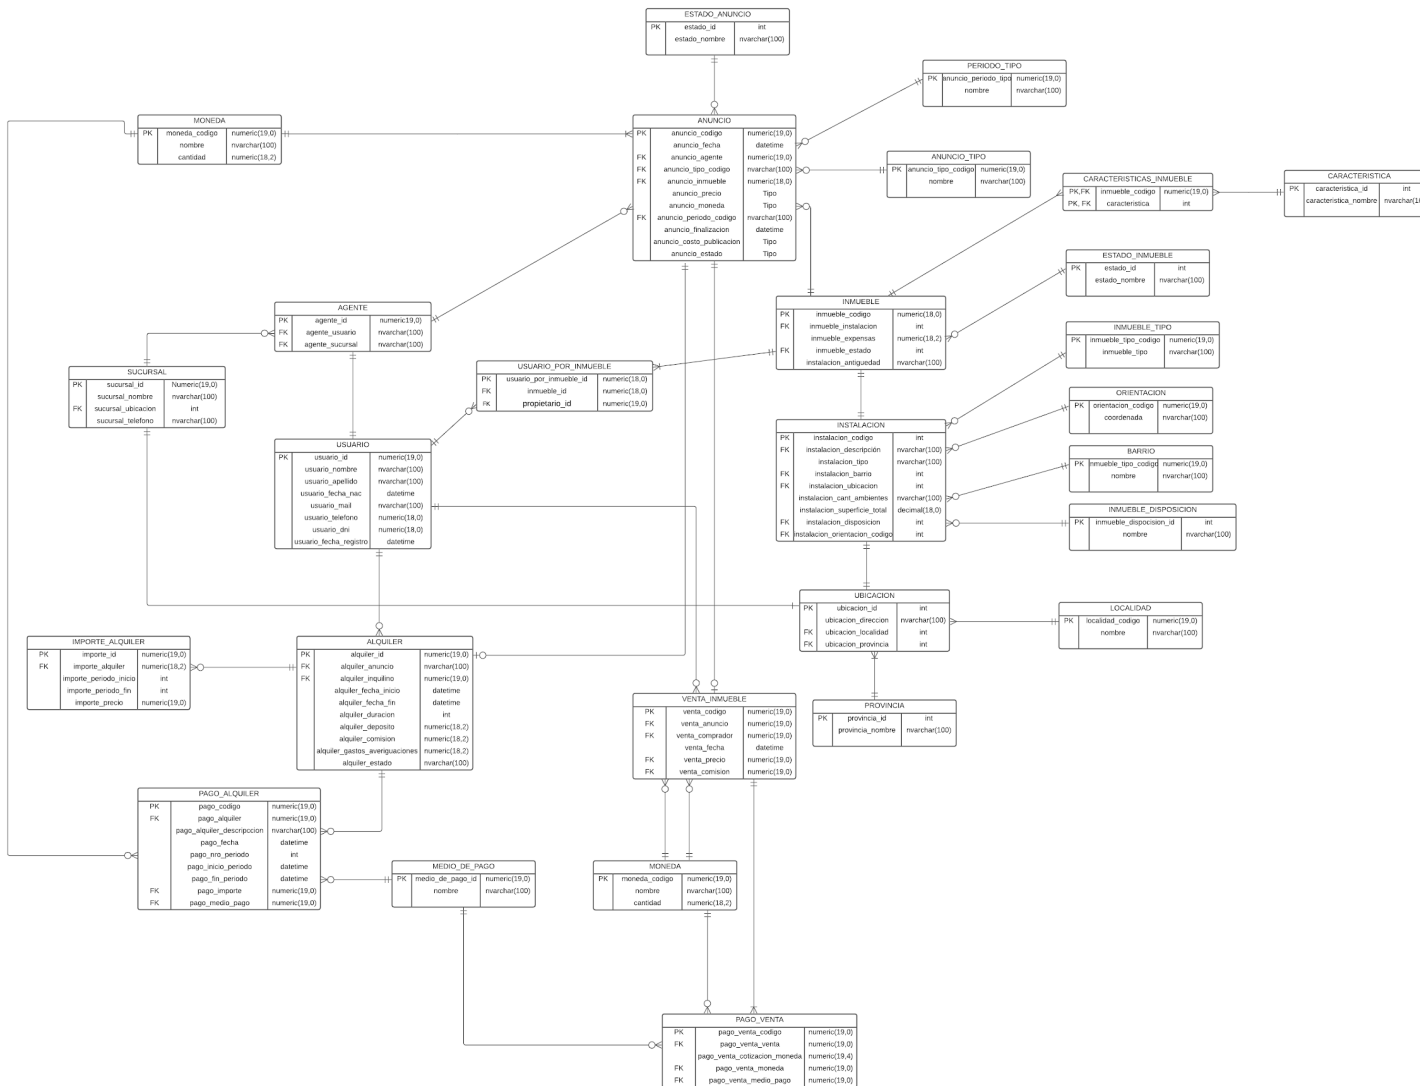 ESTADO_ANUNCIO
PK estado_id int
estado_nombre nvarchar(100)
PERIODO_TIPO
PK anuncio_periodo_tipo numeric(19,0)
nombre nvarchar(100)
MONEDA
PK moneda_codigo numeric(19,0)
nombre nvarchar(100)
cantidad numeric(18,2)
ANUNCIO
PK anuncio_codigo numeric(19,0)
anuncio_fecha datetime
FK anuncio_agente numeric(19,0)
FK anuncio_tipo_codigo nvarchar(100)
FK anuncio_inmueble numeric(18,0)
anuncio_precio Tipo
anuncio_moneda Tipo
FK anuncio_periodo_codigo nvarchar(100)
anuncio_finalizacion datetime
anuncio_costo_publicacion Tipo
anuncio_estado Tipo
ANUNCIO_TIPO
PK anuncio_tipo_codigo numeric(19,0)
nombre nvarchar(100)
CARACTERISTICAS_INMUEBLE
PK,FK inmueble_codigo numeric(19,0)
PK, FK caracteristica int
CARACTERISTICA
PK caracteristica_id int
caracteristica_nombre
ESTADO_INMUEBLE
PK estado_id int
estado_nombre nvarchar(100)
AGENTE
PK agente_id numeric19,0)
FK agente_usuario nvarchar(100)
FK agente_sucursal nvarchar(100)
INMUEBLE
PK inmueble_codigo numeric(18,0)
FK inmueble_instalacion int
inmueble_expensas numeric(18,2)
FK inmueble_estado int
instalacion_antiguedad nvarchar(100)
INMUEBLE_TIPO
PK inmueble_tipo_codigo numeric(19,0)
inmueble_tipo nvarchar(100)
SUCURSAL
PK sucursal_id Numeric(19,0)
sucursal_nombre nvarchar(100)
FK sucursal_ubicacion int
sucursal_telefono nvarchar(100)
USUARIO_POR_INMUEBLE
PK usuario_por_inmueble_id numeric(18,0)
FK inmueble_id numeric(18,0)
FK propietario_id numeric(19,0)
ORIENTACION
PK orientacion_codigo numeric(19,0)
coordenada nvarchar(100)
USUARIO
PK usuario_id numeric(19,0)
usuario_nombre nvarchar(100)
usuario_apellido nvarchar(100)
usuario_fecha_nac datetime
usuario_mail nvarchar(100)
usuario_telefono numeric(18,0)
usuario_dni numeric(18,0)
usuario_fecha_registro datetime
INSTALACION
PK instalacion_codigo int
FK instalacion_descripción nvarchar(100)
instalacion_tipo nvarchar(100)
FK instalacion_barrio int
FK instalacion_ubicacion int
instalacion_cant_ambientes nvarchar(100)
instalacion_superficie_total decimal(18,0)
FK instalacion_disposicion int
FK instalacion_orientacion_codigo int
BARRIO
PK nmueble_tipo_codigo numeric(19,0)
nombre nvarchar(100)
INMUEBLE_DISPOSICION
PK inmueble_dispocision_id int
nombre nvarchar(100)
UBICACION
PK ubicacion_id int
ubicacion_direccion nvarchar(100)
FK ubicacion_localidad int
FK ubicacion_provincia int
LOCALIDAD
PK localidad_codigo numeric(19,0)
nombre nvarchar(100)
IMPORTE_ALQUILER
PK importe_id numeric(19,0)
FK importe_alquiler numeric(18,2)
importe_periodo_inicio int
importe_periodo_fin int
importe_precio numeric(19,0)
ALQUILER
PK alquiler_id numeric(19,0)
FK alquiler_anuncio nvarchar(100)
FK alquiler_inquilino numeric(19,0)
alquiler_fecha_inicio datetime
alquiler_fecha_fin datetime
alquiler_duracion int
alquiler_deposito numeric(18,2)
alquiler_comision numeric(18,2)
alquiler_gastos_averiguaciones numeric(18,2)
alquiler_estado nvarchar(100)
VENTA_INMUEBLE
PK venta_codigo numeric(19,0)
FK venta_anuncio numeric(19,0)
FK venta_comprador numeric(19,0)
venta_fecha datetime
FK venta_precio numeric(19,0)
FK venta_comision numeric(19,0)
PROVINCIA
PK provincia_id int
provincia_nombre nvarchar(100)
PAGO_ALQUILER
PK pago_codigo numeric(19,0)
FK pago_alquiler numeric(19,0)
pago_alquiler_descripccion nvarchar(100)
pago_fecha datetime
pago_nro_periodo int
pago_inicio_periodo datetime
pago_fin_periodo datetime
FK pago_importe numeric(19,0)
FK pago_medio_pago numeric(19,0)
MEDIO_DE_PAGO
PK medio_de_pago_id numeric(19,0)
nombre nvarchar(100)
MONEDA
PK moneda_codigo numeric(19,0)
nombre nvarchar(100)
cantidad numeric(18,2)
PAGO_VENTA
PK pago_venta_codigo numeric(19,0)
FK pago_venta_venta numeric(19,0)
pago_venta_cotizacion_moneda numeric(19,4)
FK pago_venta_moneda numeric(19,0)
FK pago_venta_medio_pago numeric(19,0)